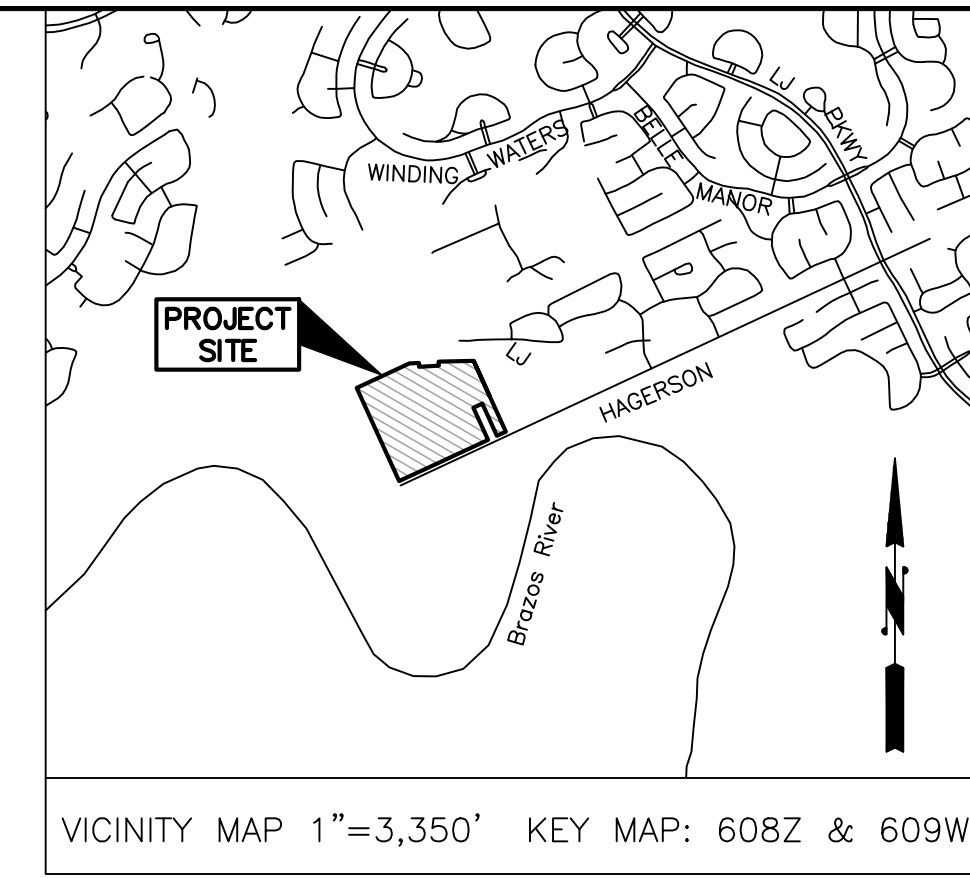 LJ
PKWY
BELLE
WINDING WATERS
MANOR
PROJECT
SITE
LJ
HAGERSON
Brazos River
N
VICINITY MAP 1"=3,350' KEY MAP: 608Z & 609W